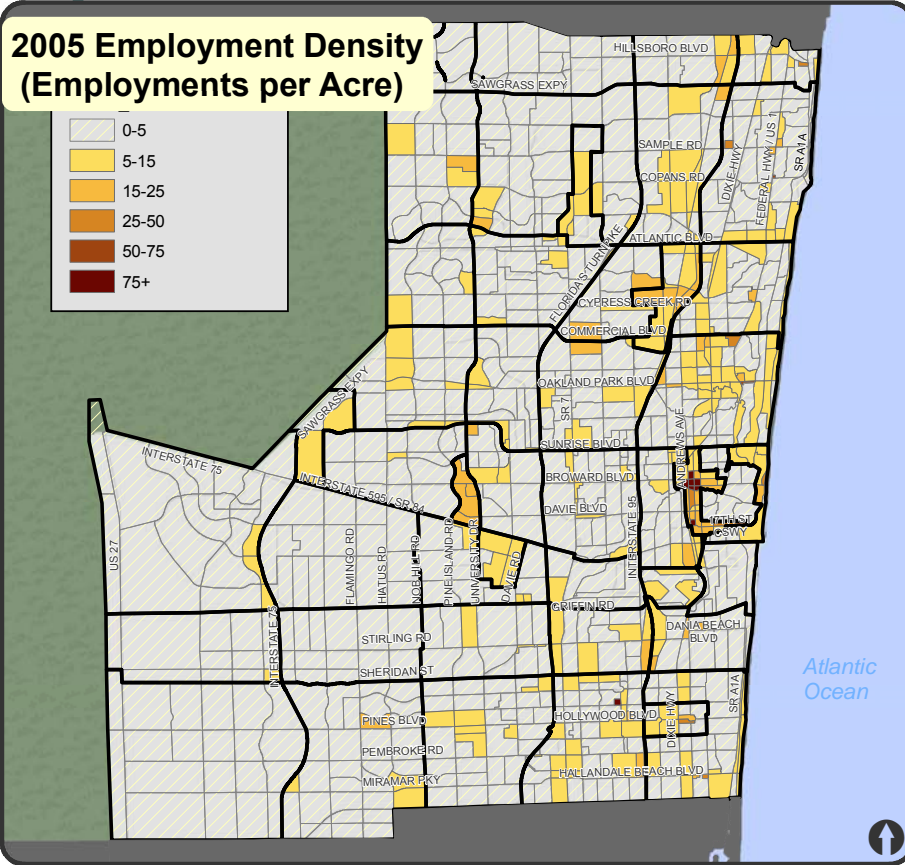 2005 Employment Density
(Employments per Acre)
0-5
5-15
15-25
25-50
50-75
75+
HILLSBORO BLVD
SAWGRASS EXPY
SAMPLE RD
COPANS RD
DIXIE HWY
FEDERAL HWY / US 1
SR A1A
ATLANTIC BLVD
FLORIDA'S TURNPIKE
CYPRESS CREEK RD
COMMERCIAL BLVD
OAKLAND PARK BLVD
SAWGRASS EXPY
SR 7
ANDREWS AVE
SUNRISE BLVD
INTERSTATE 75
INTERSTATE 595 / SR 84
BROWARD BLVD
DAVIE BLVD
17TH ST
CSWY
INTERSTATE 95
US 27
FLAMINGO RD
HIATUS RD
NOB HILL RD
PINE ISLAND RD
UNIVERSITY DR
DAVIE RD
GRIFFIN RD
INTERSTATE 75
STIRLING RD
DANIA BEACH
BLVD
SHERIDAN ST
Atlantic
Ocean
SR A1A
PINES BLVD
HOLLYWOOD BLVD
DIXIE HWY
PEMBROKE RD
MIRAMAR PKY
HALLANDALE BEACH BLVD